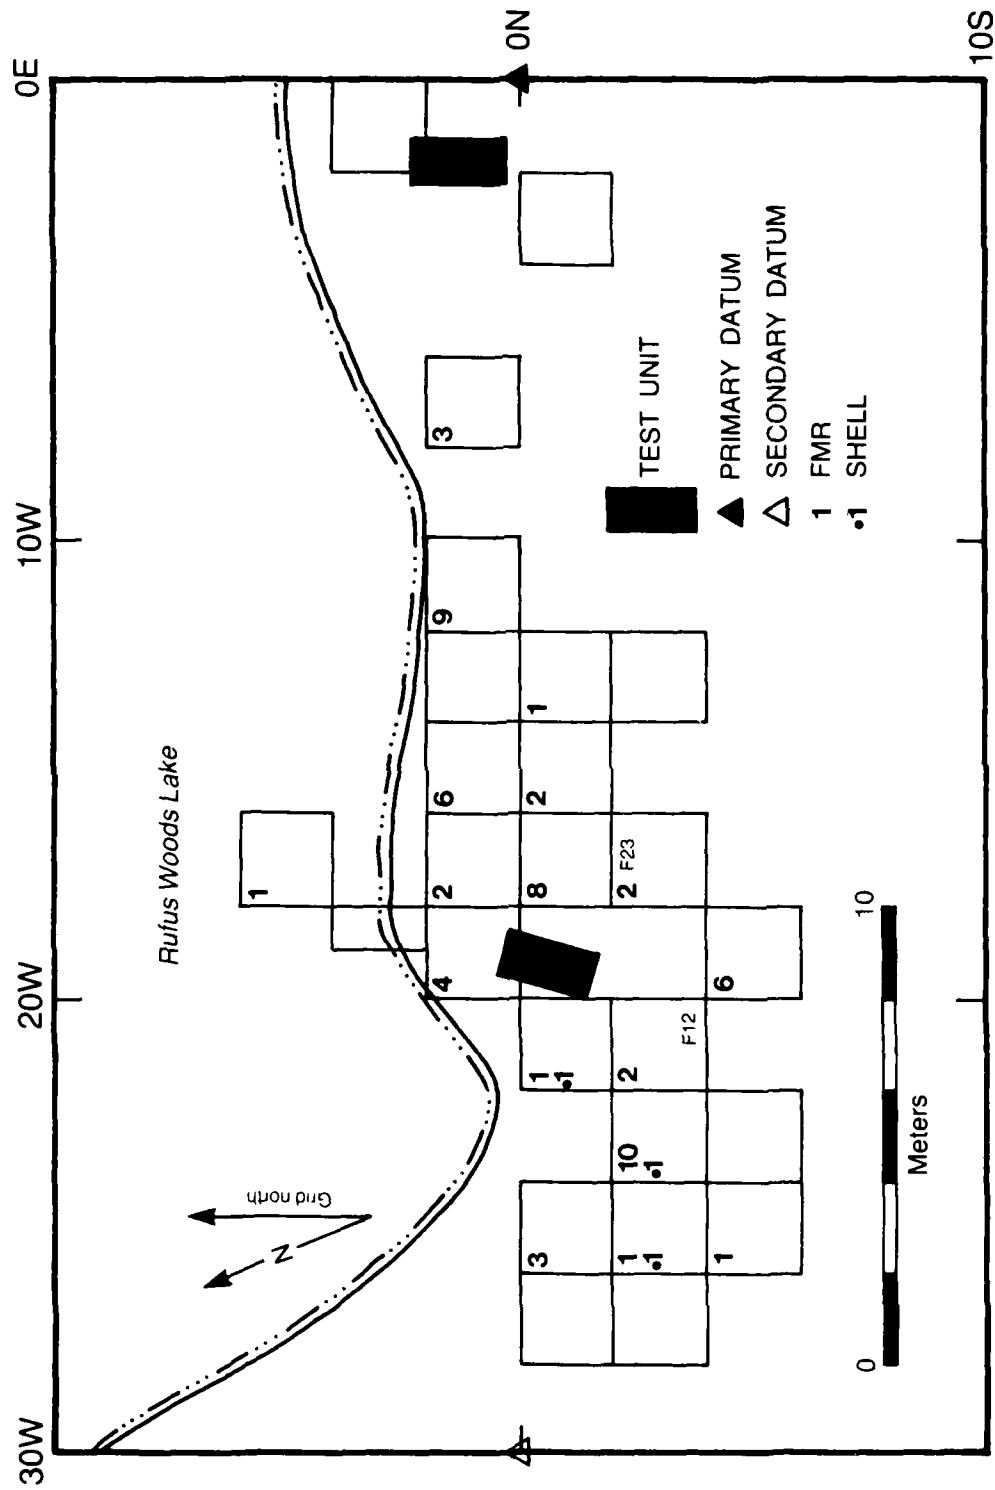 30W
20W
10W
0E
0N
10S
Rufus Woods Lake
Grid north
N
1
4
2
6
9
3
8
2
1
1
•1
2
F23
3
10
•1
2
F12
1
•1
6
1
TEST UNIT
PRIMARY DATUM
SECONDARY DATUM
1 FMR
•1 SHELL
0
10
Meters